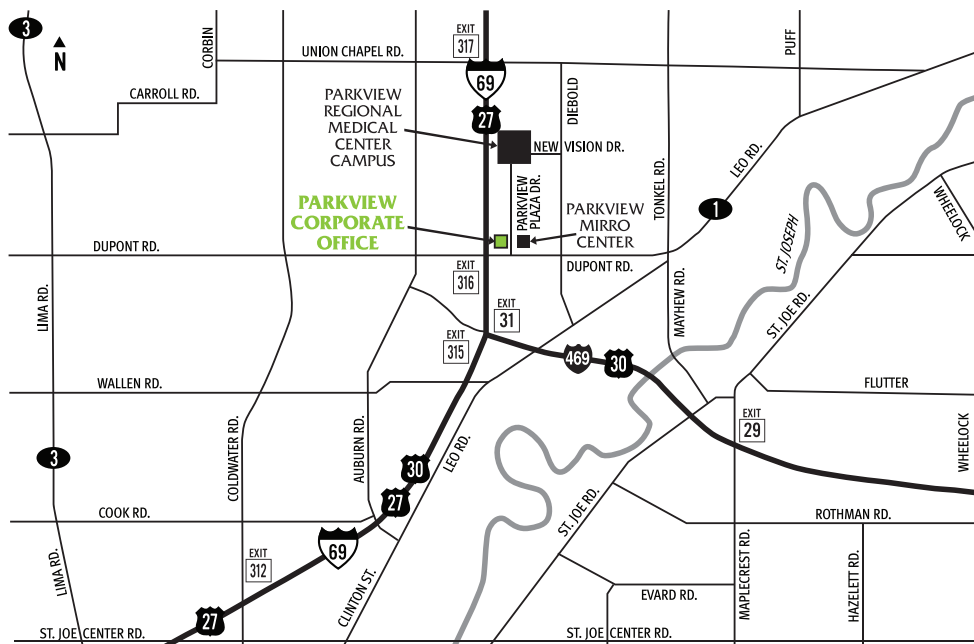 3
N
CORBIN
UNION CHAPEL RD.
EXIT
317
PUFF
69
CARROLL RD.
PARKVIEW
REGIONAL
MEDICAL
CENTER
CAMPUS
27
DIEBOLD
NEW VISION DR.
LEO RD.
TONKEL RD.
WHEELOCK
PARKVIEW
CORPORATE
OFFICE
PARKVIEW
PLAZA DR.
PARKVIEW
MIRRO
CENTER
1
ST. JOSEPH
DUPONT RD.
DUPONT RD.
EXIT
316
LIMA RD.
EXIT
31
MAYHEW RD.
ST. JOE RD.
EXIT
315
469
30
WALLEN RD.
FLUTTER
EXIT
29
3
COLDWATER RD.
AUBURN RD.
30
27
LEO RD.
WHEELOCK
COOK RD.
ST. JOE RD.
ROTHMAN RD.
69
EXIT
312
LIMA RD.
CLINTON ST.
EVARD RD.
MAPLECREST RD.
HAZELETT RD.
27
ST. JOE CENTER RD.
ST. JOE CENTER RD.